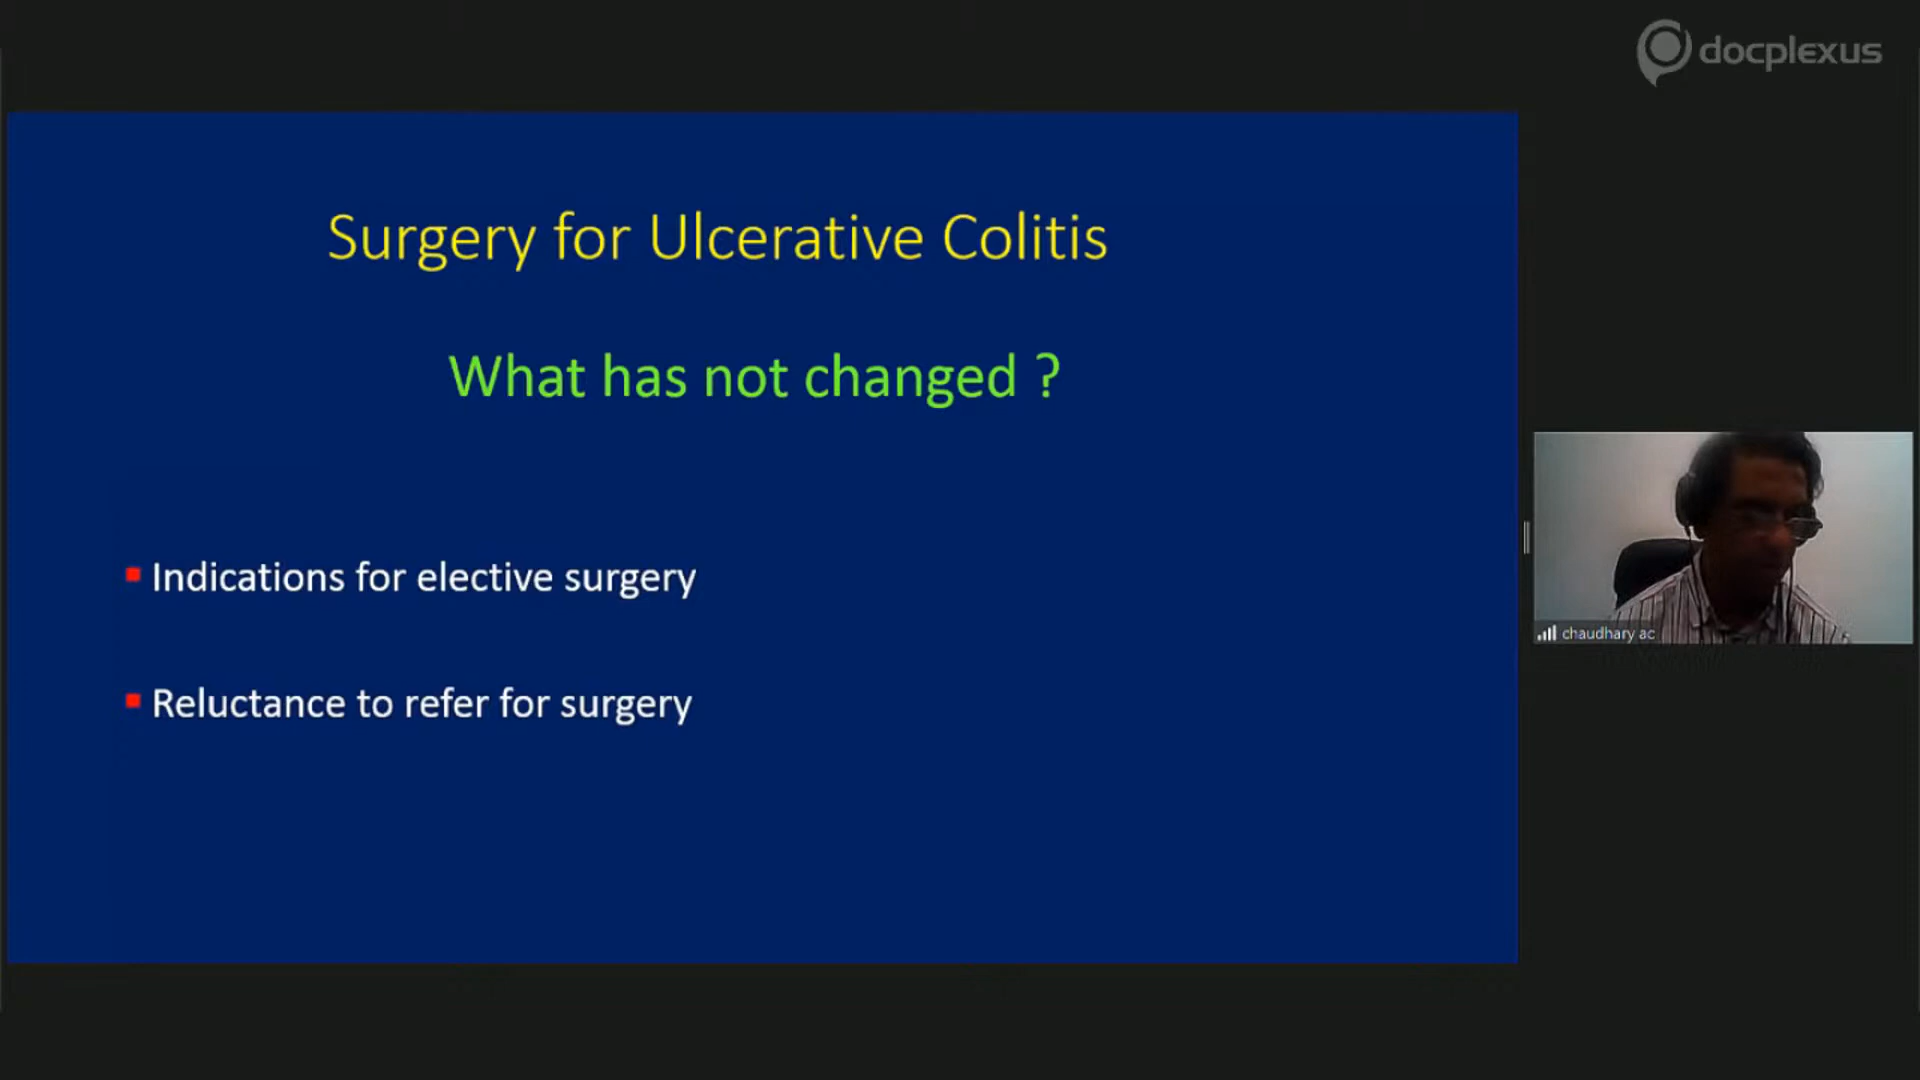 docplexus
Surgery for Ulcerative Colitis
What has not changed ?
Indications for elective surgery
Reluctance to refer for surgery
chaudhary ac